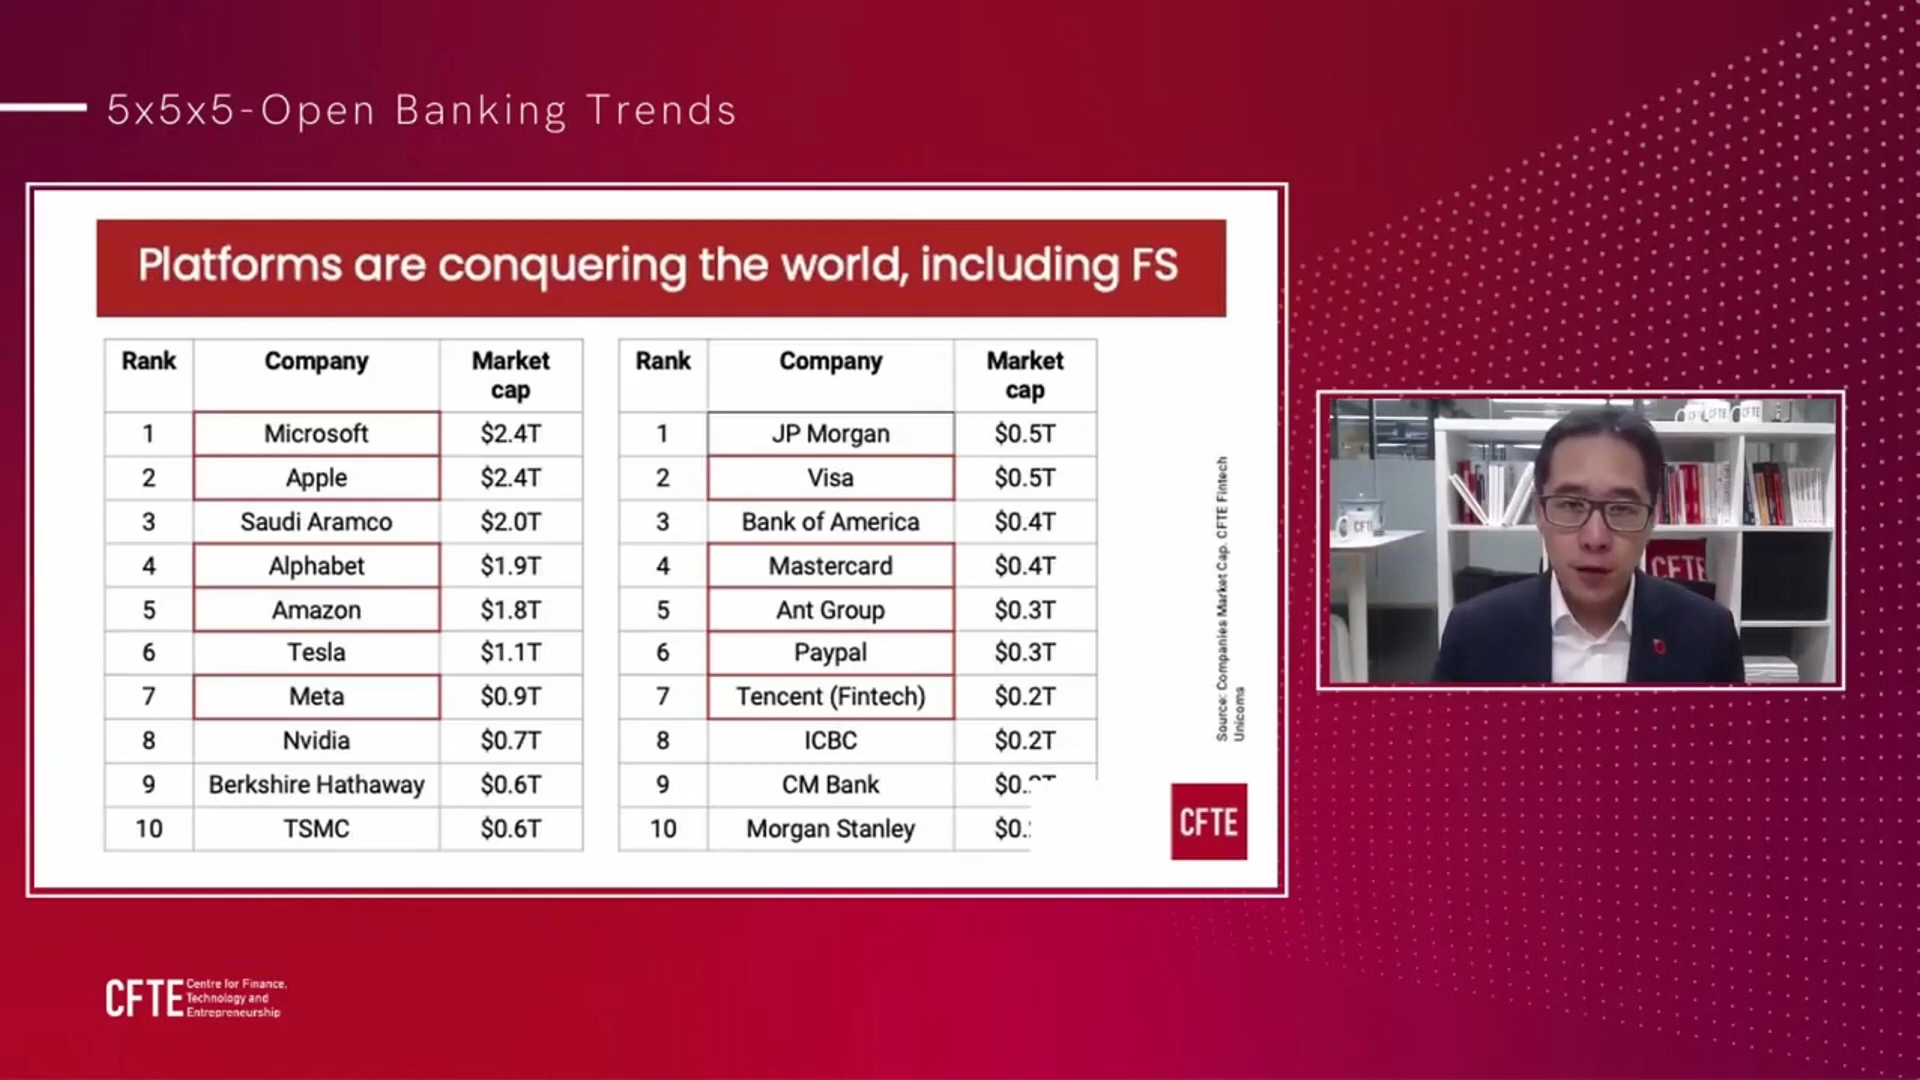 5x5x5-Open Banking Trends
Platforms are conquering the world, including FS
Rank Company Market cap
1 Microsoft $2.4T
2 Apple $2.4T
3 Saudi Aramco $2.0T
4 Alphabet $1.9T
5 Amazon $1.8T
6 Tesla $1.1T
7 Meta $0.9T
8 Nvidia $0.7T
9 Berkshire Hathaway $0.6T
10 TSMC $0.6T
Rank Company Market cap
1 JP Morgan $0.5T
2 Visa $0.5T
3 Bank of America $0.4T
4 Mastercard $0.4T
5 Ant Group $0.3T
6 Paypal $0.3T
7 Tencent (Fintech) $0.2T
8 ICBC $0.2T
9 CM Bank
10 Morgan Stanley
Source: Companies Market Cap. CFTE Fintech
Unicorns
CFTE
CFTE
CFTE
CFTE
CFTE Centre for Finance,
Technology and
Entrepreneurship